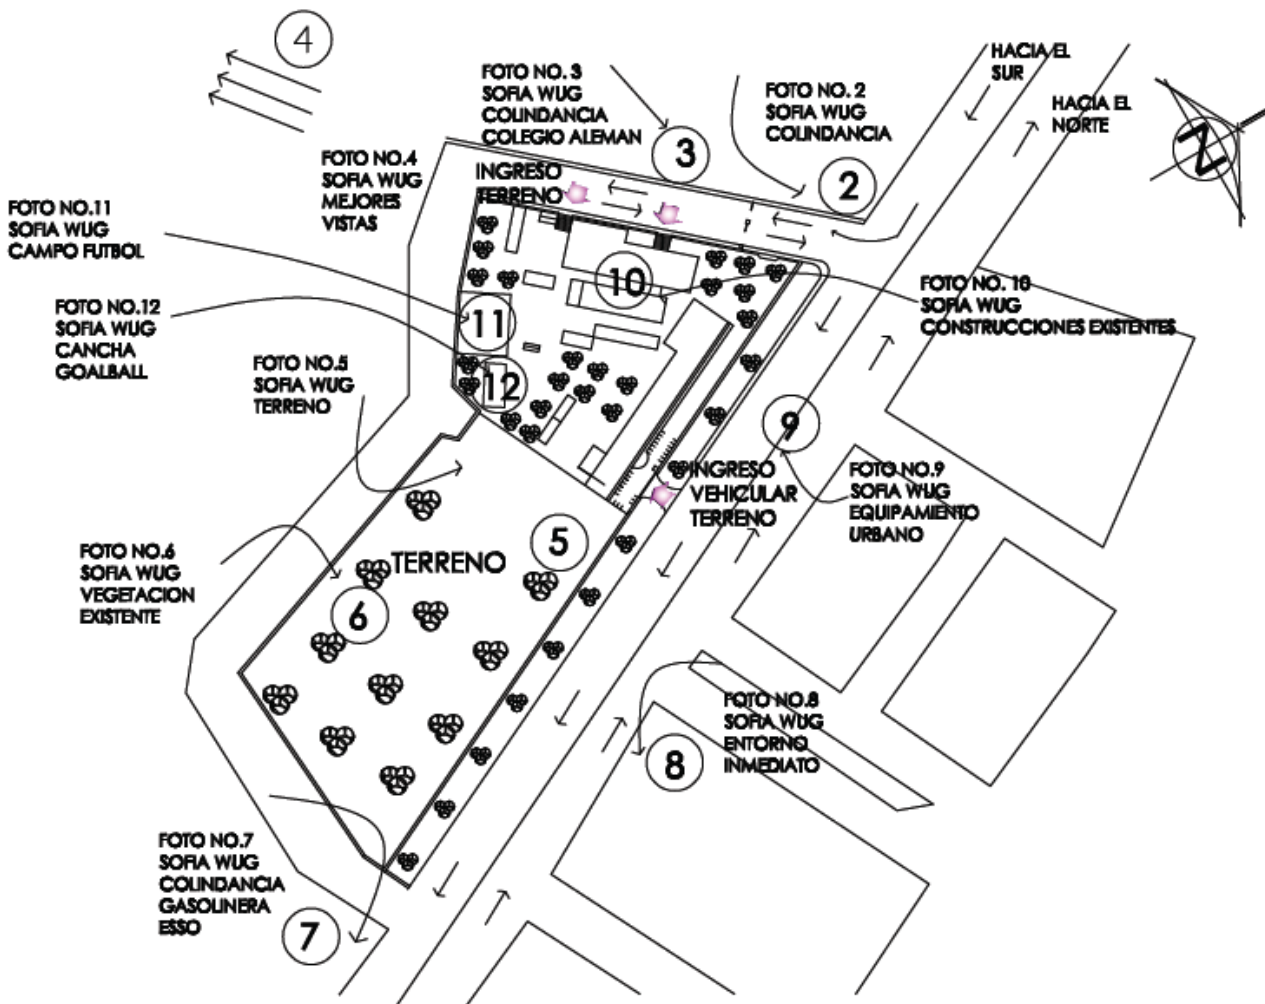 4
HACIA EL
SUR
HACIA EL
NORTE
N
FOTO NO. 3
SOFIA WUG
COLINDANCIA
COLEGIO ALEMAN
3
FOTO NO. 2
SOFIA WUG
COLINDANCIA
2
FOTO NO.4
SOFIA WUG
MEJORES
VISTAS
INGRESO
TERRENO
FOTO NO.11
SOFIA WUG
CAMPO FUTBOL
10
FOTO NO. 10
SOFIA WUG
CONSTRUCCIONES EXISTENTES
11
FOTO NO.12
SOFIA WUG
CANCHA
GOALBALL
12
FOTO NO.5
SOFIA WUG
TERRENO
9
INGRESO
VEHICULAR
TERRENO
FOTO NO.9
SOFIA WUG
EQUIPAMIENTO
URBANO
5
TERRENO
FOTO NO.6
SOFIA WUG
VEGETACION
EXISTENTE
6
FOTO NO.8
SOFIA WUG
ENTORNO
INMEDIATO
8
FOTO NO.7
SOFIA WUG
COLINDANCIA
GASOLINERA
ESSO
7